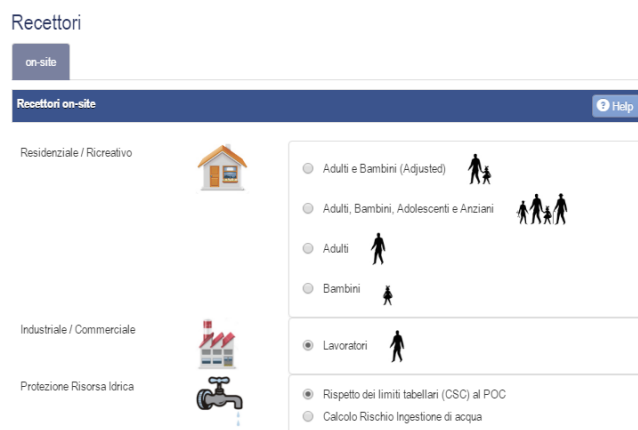 Recettori
on-site
Recettori on-site
Help
Residenziale / Ricreativo
Adulti e Bambini (Adjusted)
Adulti, Bambini, Adolescenti e Anziani
Adulti
Bambini
Industriale / Commerciale
Lavoratori
Protezione Risorsa Idrica
Rispetto dei limiti tabellari (CSC) al POC
Calcolo Rischio Ingestione di acqua